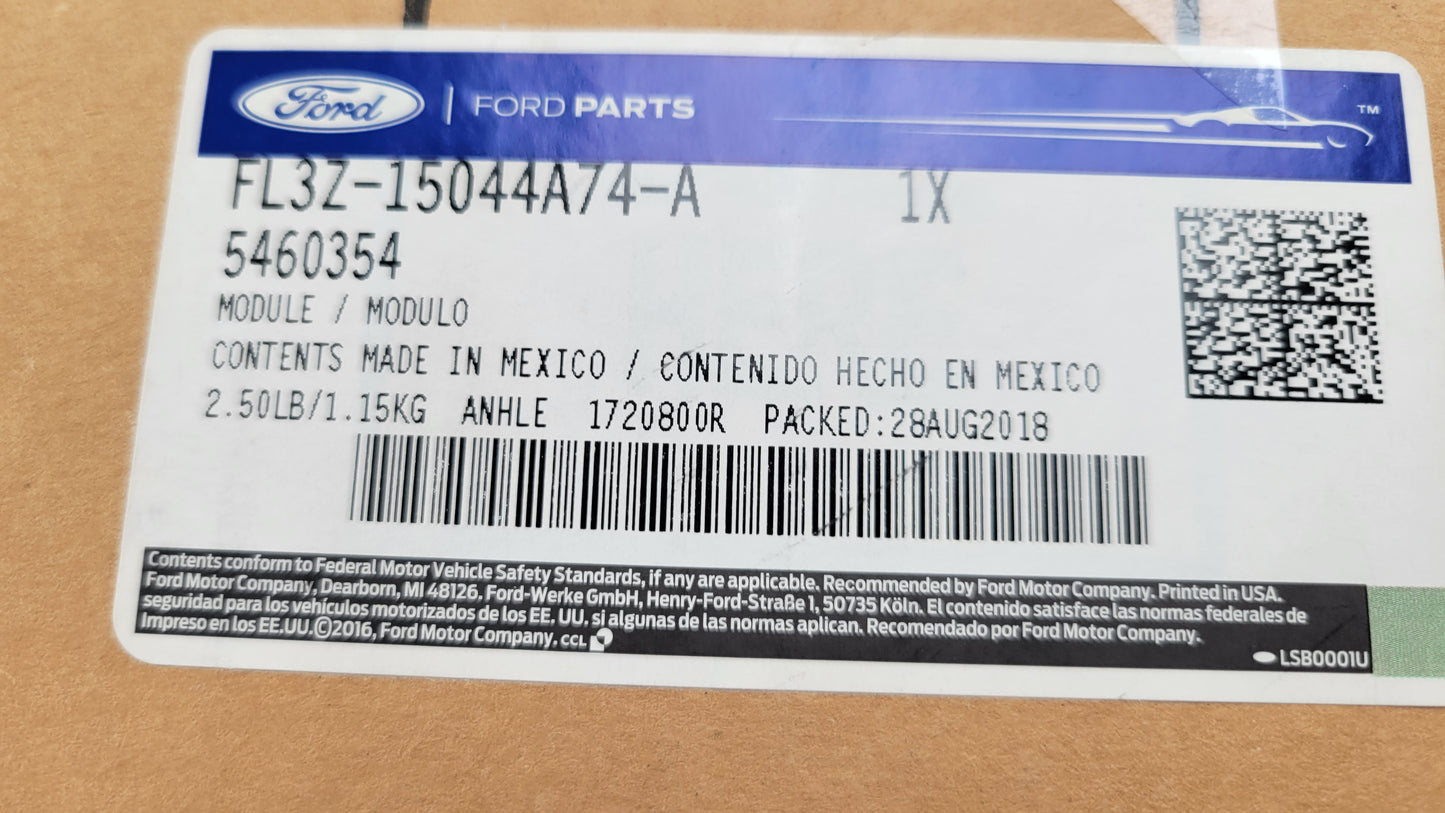 Ford | FORD PARTS TM
FL3Z-15044A74-A 1X
5460354
MODULE / MODULO
CONTENTS MADE IN MEXICO / CONTENIDO HECHO EN MEXICO
2.50LB/1.15KG ANHLE 1720800R PACKED:28AUG2018
Contents conform to Federal Motor Vehicle Safety Standards, if any are applicable. Recommended by Ford Motor Company. Printed in USA.
Ford Motor Company, Dearborn, MI 48126. Ford-Werke GmbH, Henry-Ford-Straße 1, 50735 Köln. El contenido satisface las normas federales de
seguridad para los vehículos motorizados de los EE. UU. si algunas de las normas aplican. Recomendado por Ford Motor Company.
Impreso en los EE.UU.©2016, Ford Motor Company. CCL
LSB0001U